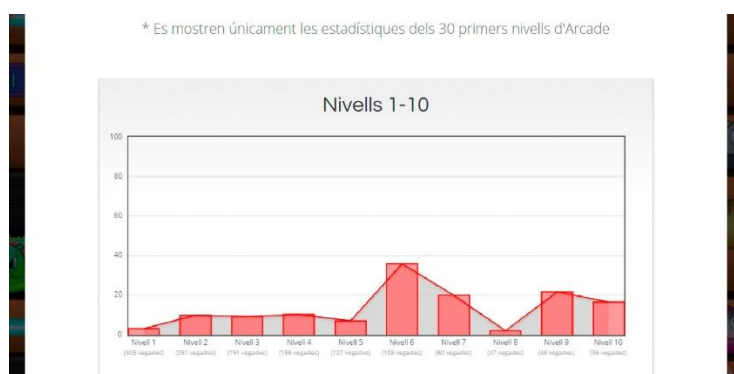 * Es mostren únicament les estadístiques dels 30 primers nivells d'Arcade
Nivells 1-10
100
80
60
40
20
0
Nivell 1 Nivell 2 Nivell 3 Nivell 4 Nivell 5 Nivell 6 Nivell 7 Nivell 8 Nivell 9 Nivell 10
(405 vegades) (251 vegades) (191 vegades) (155 vegades) (127 vegades) (103 vegades) (60 vegades) (47 vegades) (46 vegades) (36 vegades)